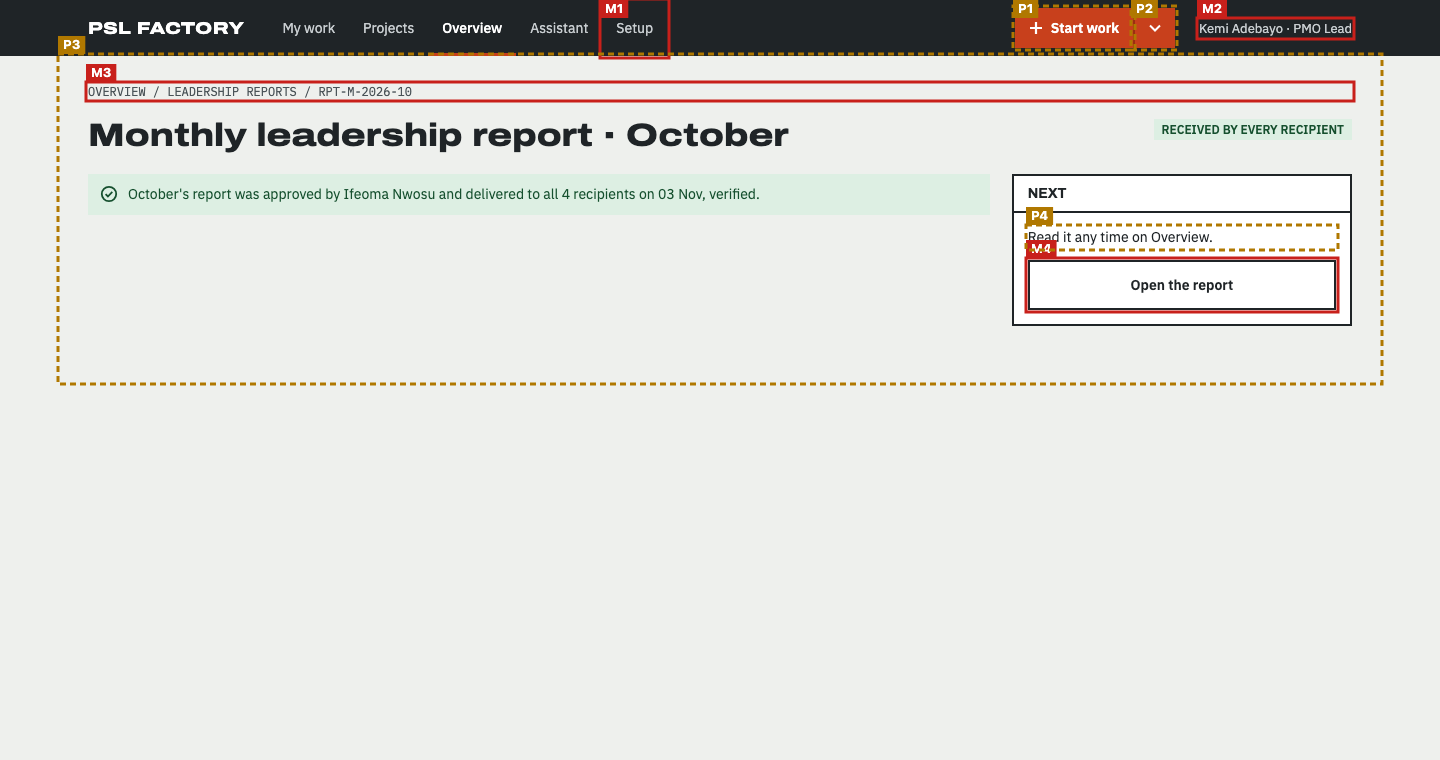 PSL FACTORY
My work
Projects
Overview
Assistant
M1
Setup
P1
Start work
P2
M2
Kemi Adebayo · PMO Lead
P3
M3
OVERVIEW / LEADERSHIP REPORTS / RPT-M-2026-10
Monthly leadership report · October
RECEIVED BY EVERY RECIPIENT
October's report was approved by Ifeoma Nwosu and delivered to all 4 recipients on 03 Nov, verified.
NEXT
P4
Read it any time on Overview.
M4
Open the report